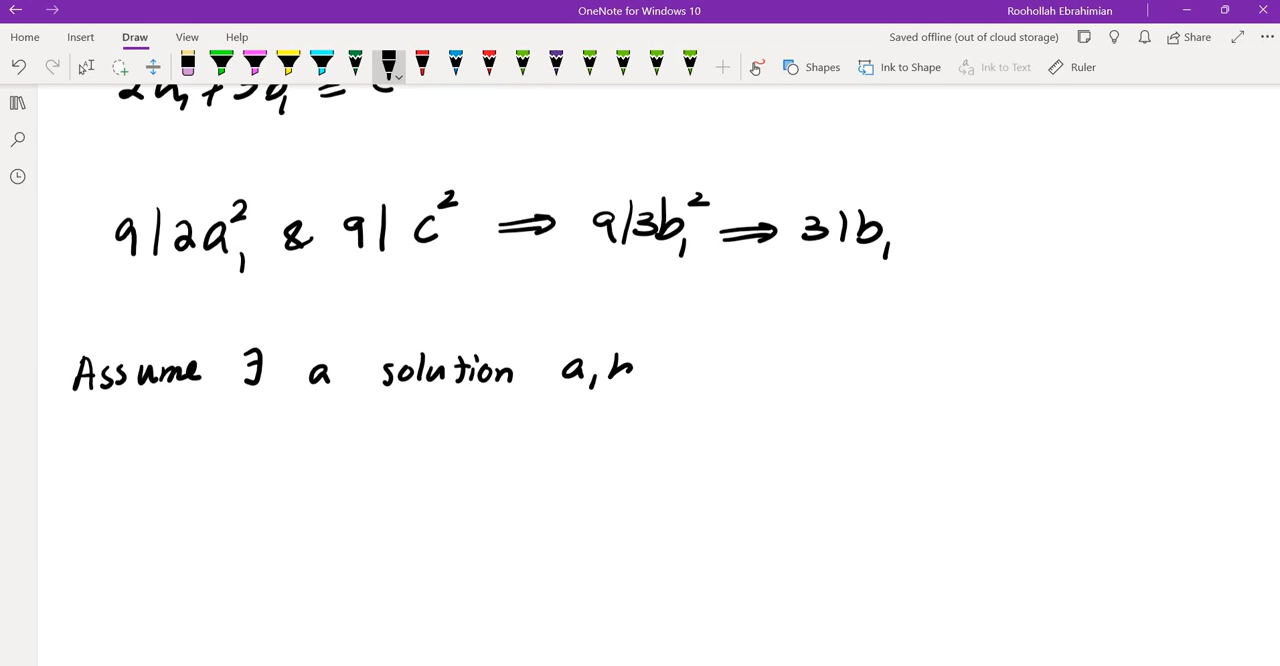 OneNote for Windows 10
Roohollah Ebrahimian
Home Insert Draw View Help
Saved offline (out of cloud storage)
Share
Shapes
Ink to Shape
Ink to Text
Ruler
9|2a₁² & 9|c² ⟹ 9|3b₁² ⟹ 3|b₁
Assume ∃ a solution a, b